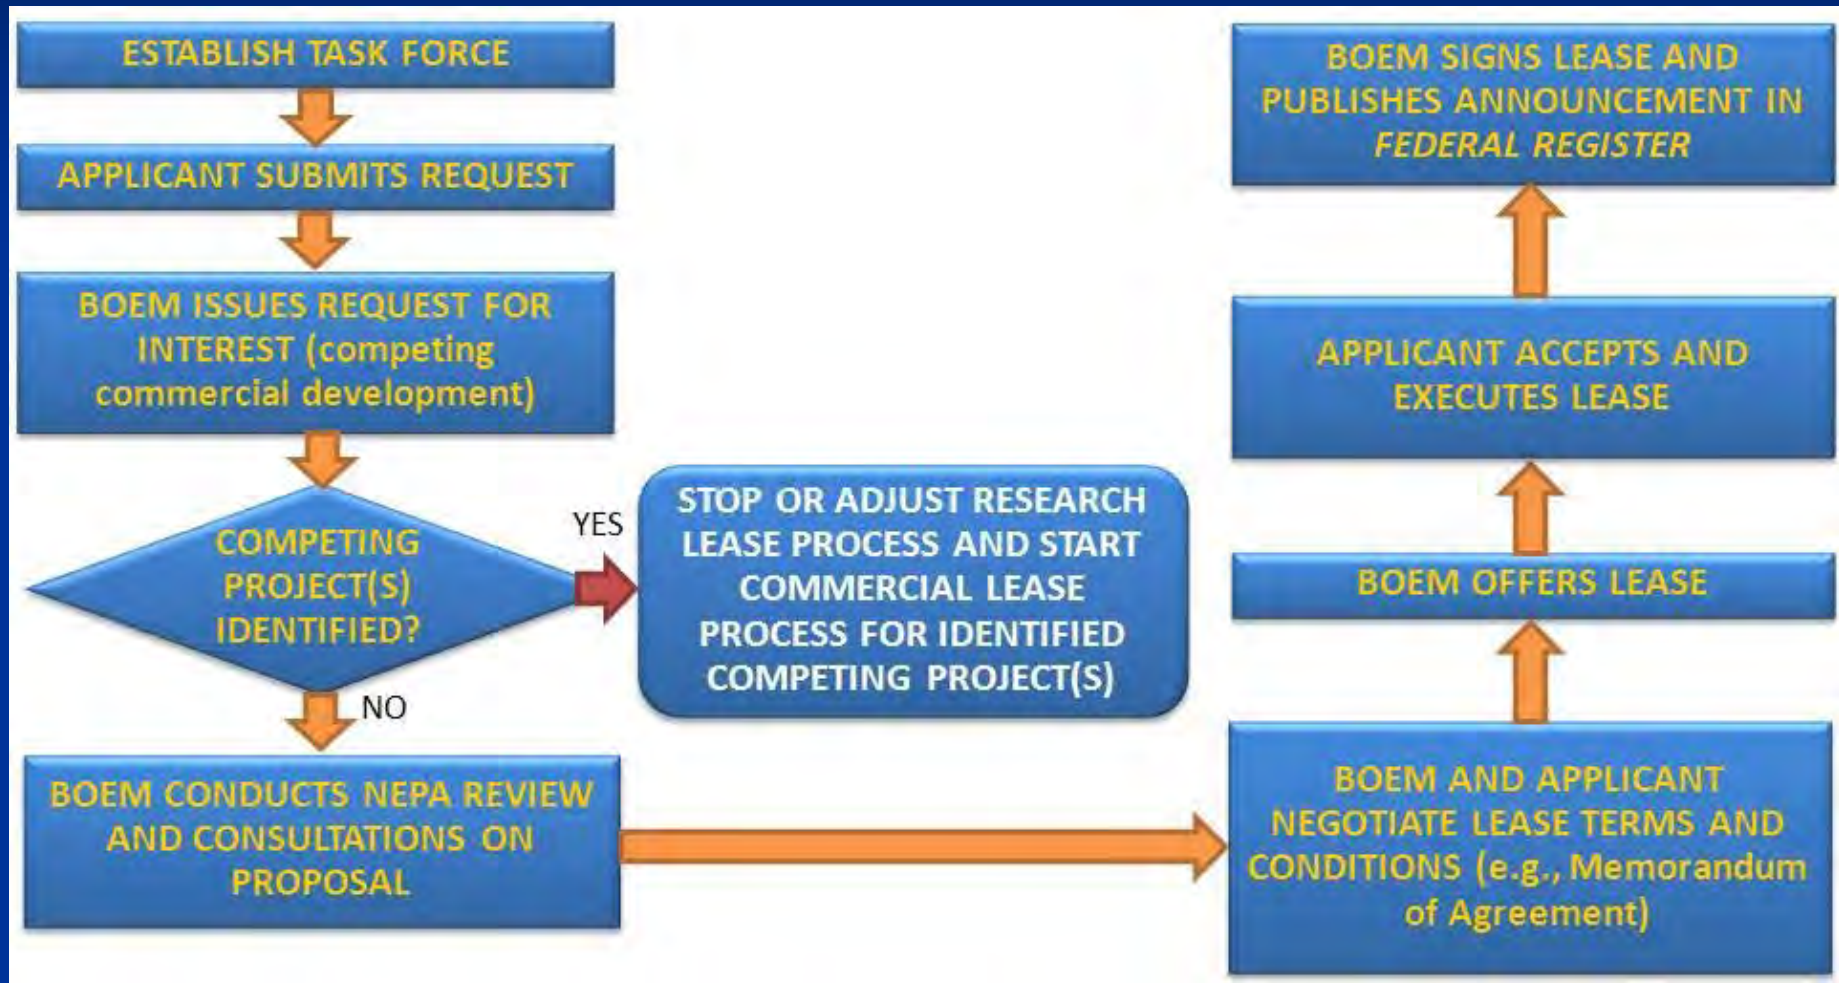 ESTABLISH TASK FORCE
APPLICANT SUBMITS REQUEST
BOEM ISSUES REQUEST FOR
INTEREST (competing
commercial development)
COMPETING
PROJECT(S)
IDENTIFIED?
YES
STOP OR ADJUST RESEARCH
LEASE PROCESS AND START
COMMERCIAL LEASE
PROCESS FOR IDENTIFIED
COMPETING PROJECT(S)
NO
BOEM CONDUCTS NEPA REVIEW
AND CONSULTATIONS ON
PROPOSAL
BOEM AND APPLICANT
NEGOTIATE LEASE TERMS AND
CONDITIONS (e.g., Memorandum
of Agreement)
BOEM OFFERS LEASE
APPLICANT ACCEPTS AND
EXECUTES LEASE
BOEM SIGNS LEASE AND
PUBLISHES ANNOUNCEMENT IN
FEDERAL REGISTER